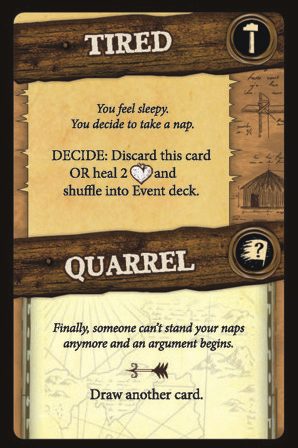 TIRED
You feel sleepy.
You decide to take a nap.
DECIDE: Discard this card
OR heal 2 and
shuffle into Event deck.
QUARREL
?
Finally, someone can't stand your naps
anymore and an argument begins.
Draw another card.